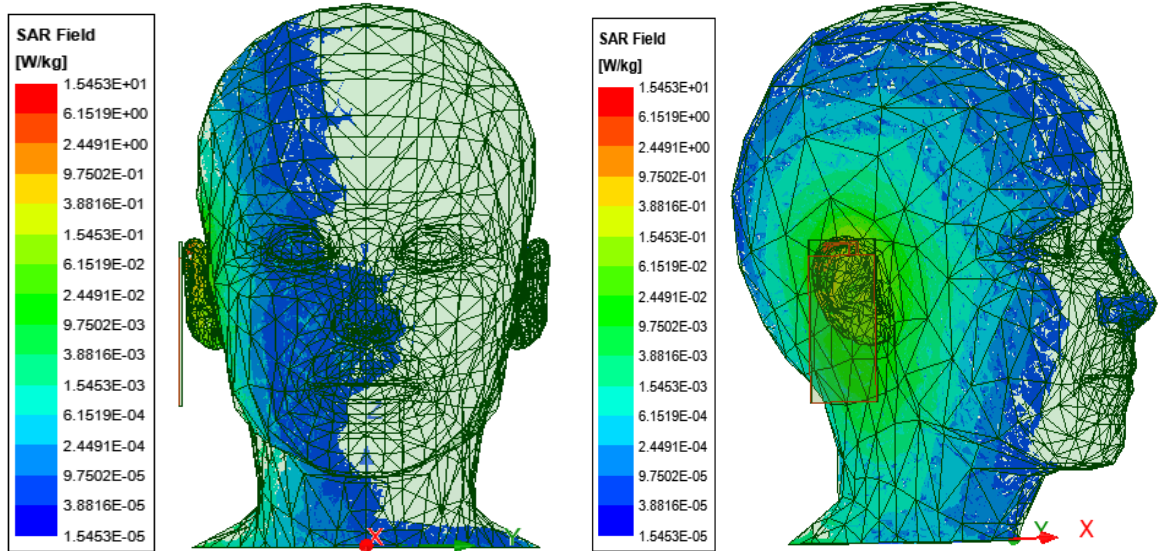 SAR Field
[W/kg]
1.5453E+01
6.1519E+00
2.4491E+00
9.7502E-01
3.8816E-01
1.5453E-01
6.1519E-02
2.4491E-02
9.7502E-03
3.8816E-03
1.5453E-03
6.1519E-04
2.4491E-04
9.7502E-05
3.8816E-05
1.5453E-05
Z
X
Y
SAR Field
[W/kg]
1.5453E+01
6.1519E+00
2.4491E+00
9.7502E-01
3.8816E-01
1.5453E-01
6.1519E-02
2.4491E-02
9.7502E-03
3.8816E-03
1.5453E-03
6.1519E-04
2.4491E-04
9.7502E-05
3.8816E-05
1.5453E-05
Y
X